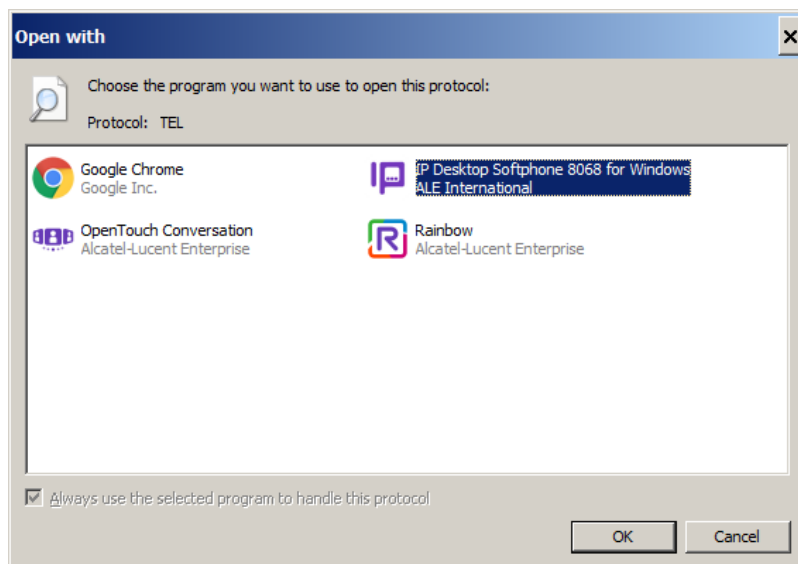 Open with
Choose the program you want to use to open this protocol:
Protocol: TEL
Google Chrome
Google Inc.
IP Desktop Softphone 8068 for Windows
ALE International
OpenTouch Conversation
Alcatel-Lucent Enterprise
Rainbow
Alcatel-Lucent Enterprise
Always use the selected program to handle this protocol
OK
Cancel